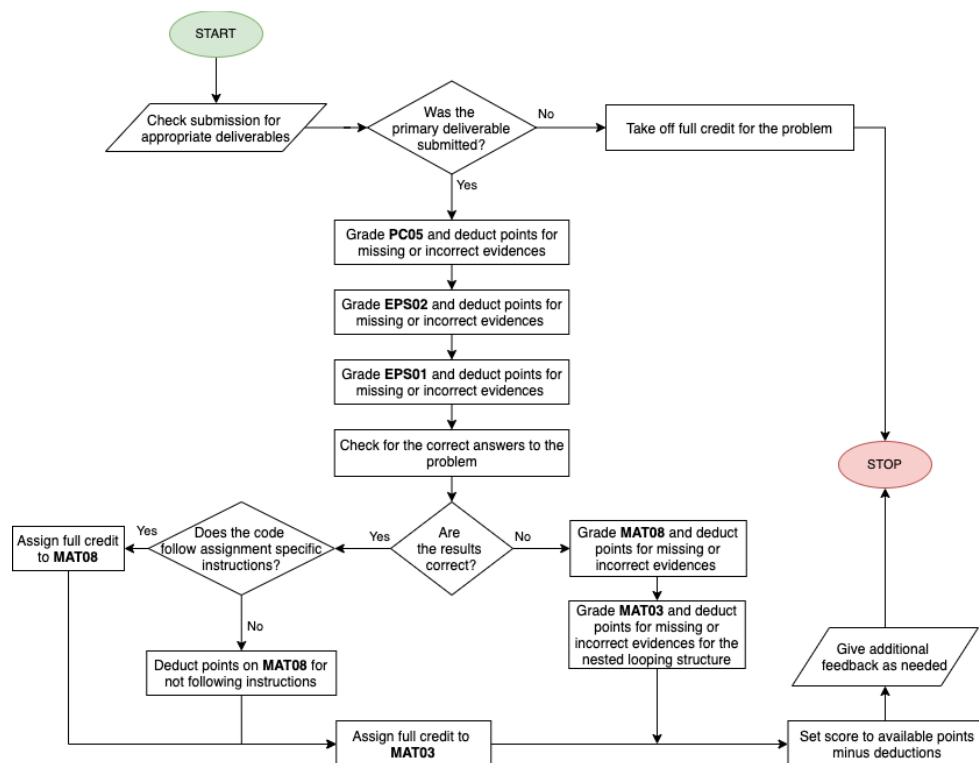 START
Check submission for
appropriate deliverables
Was the
primary deliverable
submitted?
No
Take off full credit for the problem
Yes
Grade PC05 and deduct points for
missing or incorrect evidences
Grade EPS02 and deduct points for
missing or incorrect evidences
Grade EPS01 and deduct points for
missing or incorrect evidences
Check for the correct answers to the
problem
STOP
Are
the results
correct?
Yes
Does the code
follow assignment specific
instructions?
Yes
Assign full credit
to MAT08
No
Deduct points on MAT08 for
not following instructions
No
Grade MAT08 and deduct
points for missing or
incorrect evidences
Grade MAT03 and deduct
points for missing or
incorrect evidences for the
nested looping structure
Assign full credit to
MAT03
Give additional
feedback as needed
Set score to available points
minus deductions